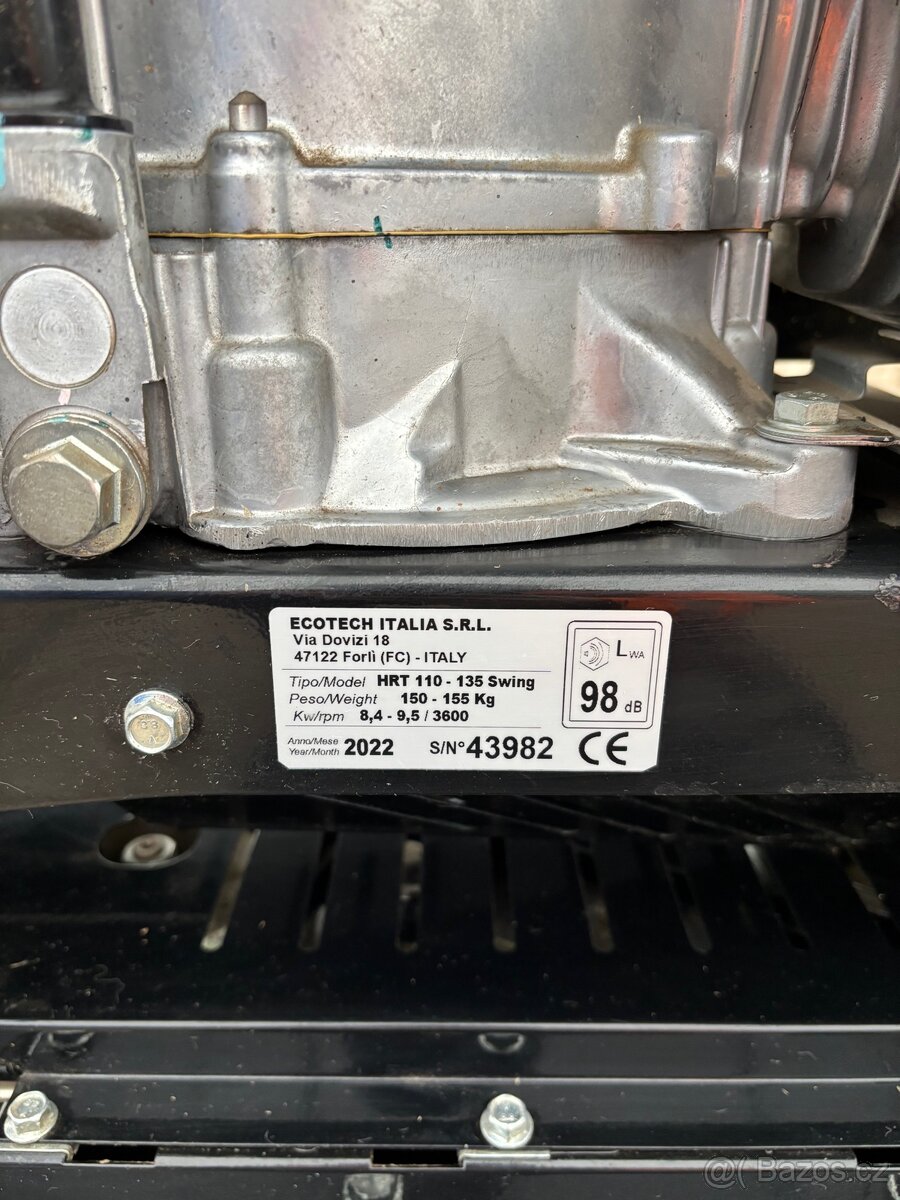 ECOTECH ITALIA S.R.L.
Via Dovizi 18
47122 Forlì (FC) - ITALY
Tipo/Model HRT 110 - 135 Swing
Peso/Weight 150 - 155 Kg
Kw/rpm 8,4 - 9,5 / 3600
Anno/Mese
Year/Month 2022 S/N° 43982 CE
LWA
98 dB
@( Bazos.cz